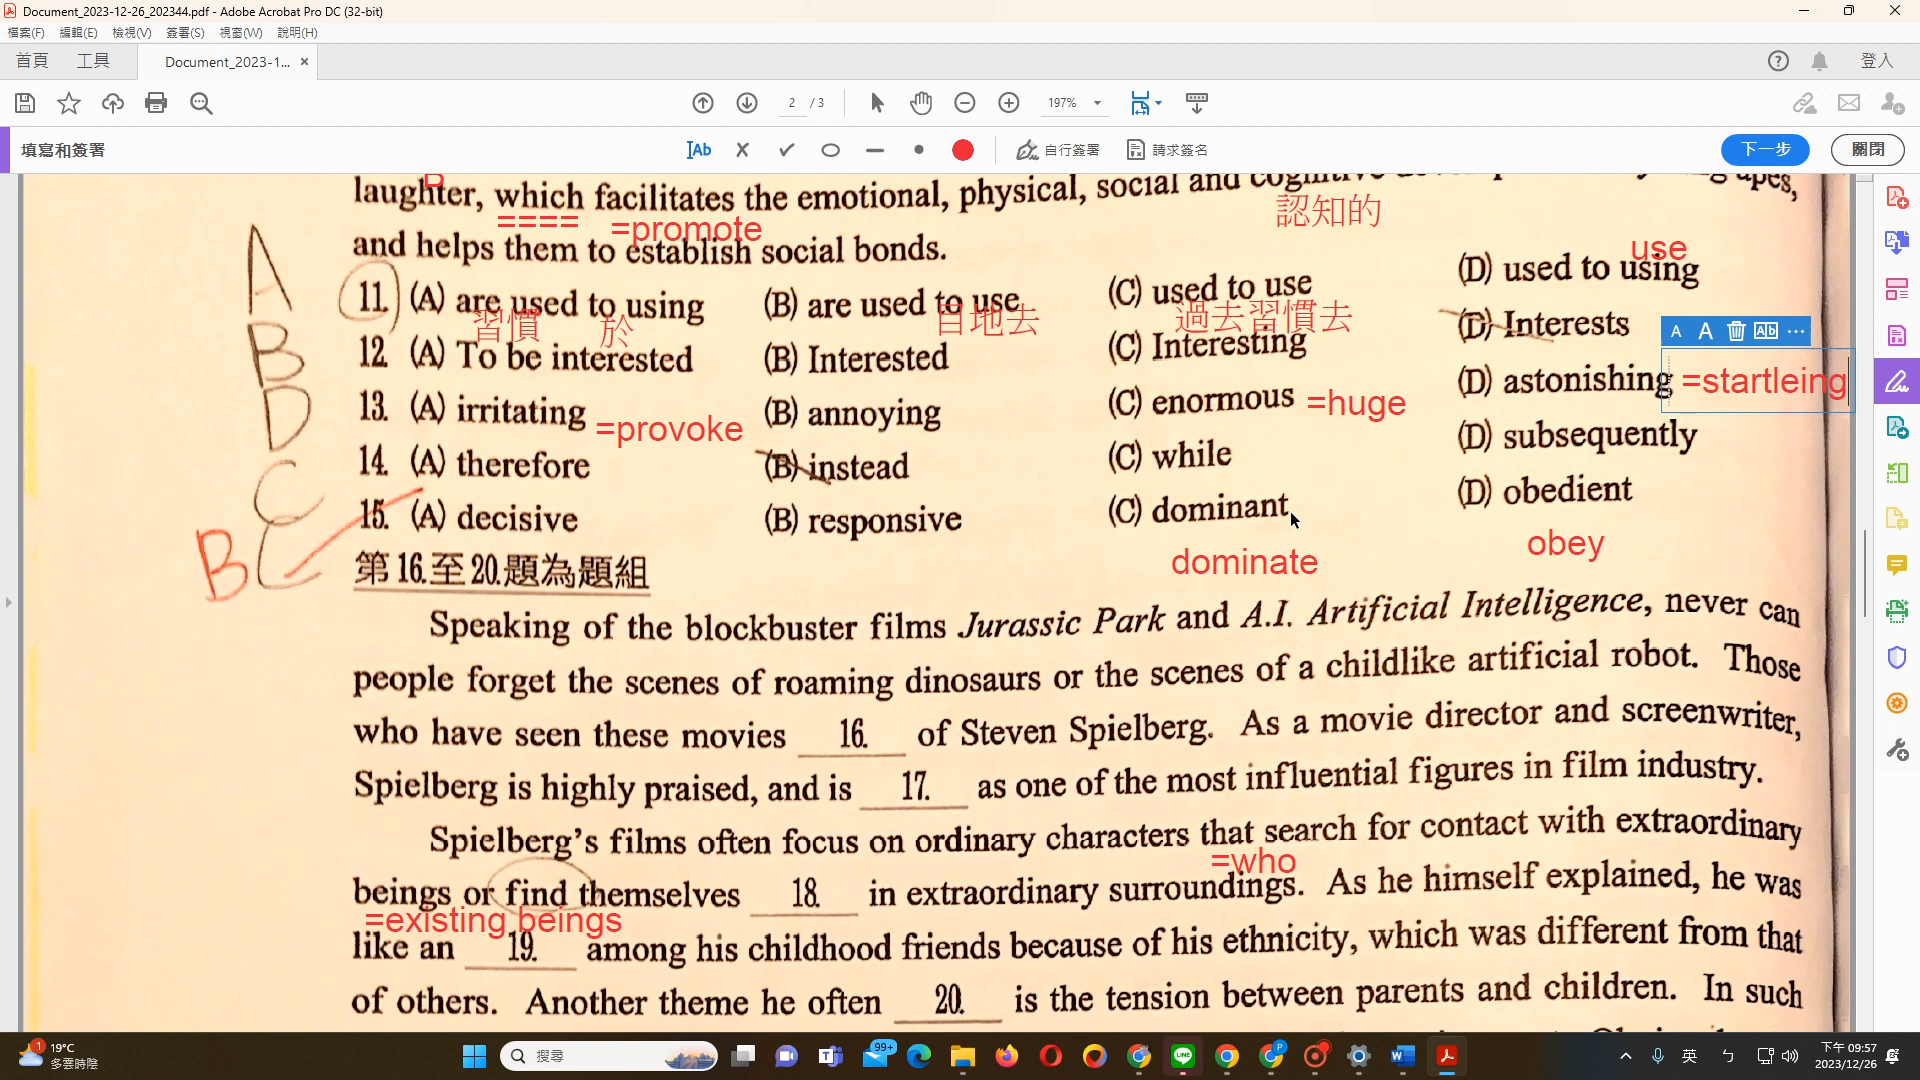 Document_2023-12-26_202344.pdf - Adobe Acrobat Pro DC (32-bit)
檔案(F) 編輯(E) 檢視(V) 簽署(S) 視窗(W) 說明(H)
首頁 工具 Document_2023-1... × 登入
2 / 3 197%
填寫和簽署 Ab 自行簽署 請求簽名 下一步 關閉
B
laughter, which facilitates the emotional, physical, social and cognitive apes,
==== =promote 認知的
and helps them to establish social bonds.
use
A
11. (A) are used to using (B) are used to use (C) used to use (D) used to using
習慣 於 目地去 過去習慣去
B
12. (A) To be interested (B) Interested (C) Interesting (D) Interests
D
13. (A) irritating =provoke (B) annoying (C) enormous =huge (D) astonishing =startleing
C
14. (A) therefore (B) instead (C) while (D) subsequently
B C
15. (A) decisive (B) responsive (C) dominant (D) obedient
dominate obey
第16.至20.題為題組
Speaking of the blockbuster films Jurassic Park and A.I. Artificial Intelligence, never can
people forget the scenes of roaming dinosaurs or the scenes of a childlike artificial robot. Those
who have seen these movies 16. of Steven Spielberg. As a movie director and screenwriter,
Spielberg is highly praised, and is 17. as one of the most influential figures in film industry.
Spielberg's films often focus on ordinary characters that search for contact with extraordinary
=who
beings or find themselves 18. in extraordinary surroundings. As he himself explained, he was
=existing beings
like an 19. among his childhood friends because of his ethnicity, which was different from that
of others. Another theme he often 20. is the tension between parents and children. In such
1 19°C
多雲時陰
搜尋
99+
英 ㄅ
下午 09:57
2023/12/26